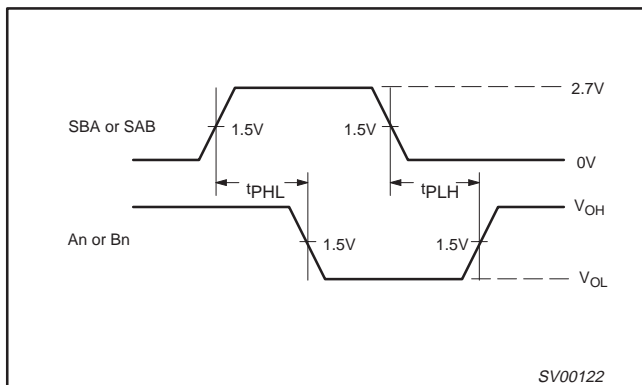 2.7V
SBA or SAB
1.5V
1.5V
0V
tPHL
tPLH
VOH
An or Bn
1.5V
1.5V
VOL
SV00122